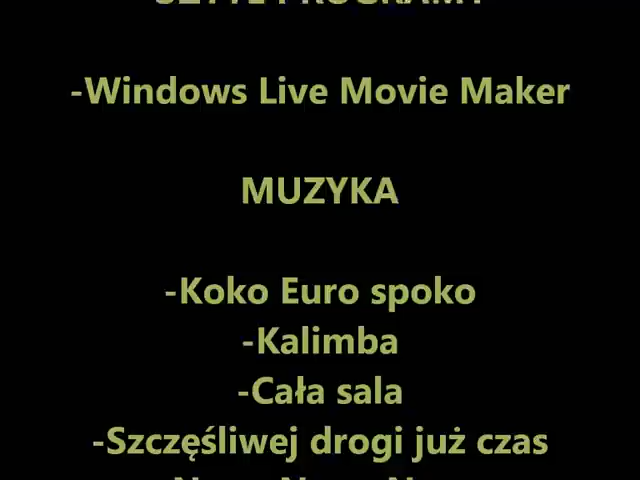 -Windows Live Movie Maker
MUZYKA
-Koko Euro spoko
-Kalimba
-Cała sala
-Szczęśliwej drogi już czas